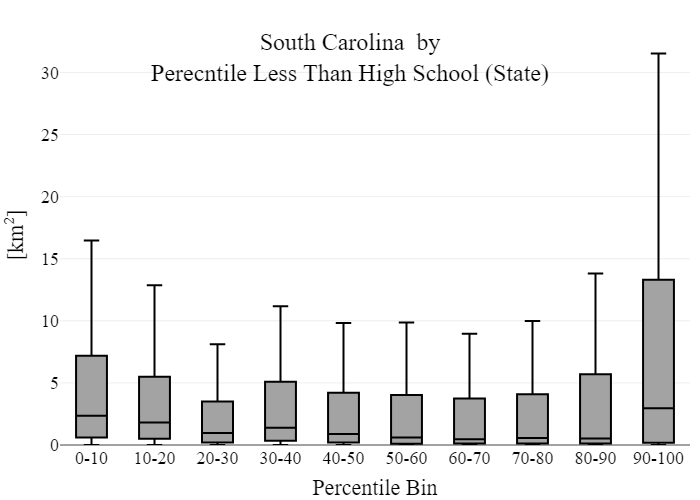 South Carolina  by
Perecntile Less Than High School (State)
30
25
20
15
10
5
0
[km²]
0-10 10-20 20-30 30-40 40-50 50-60 60-70 70-80 80-90 90-100
Percentile Bin